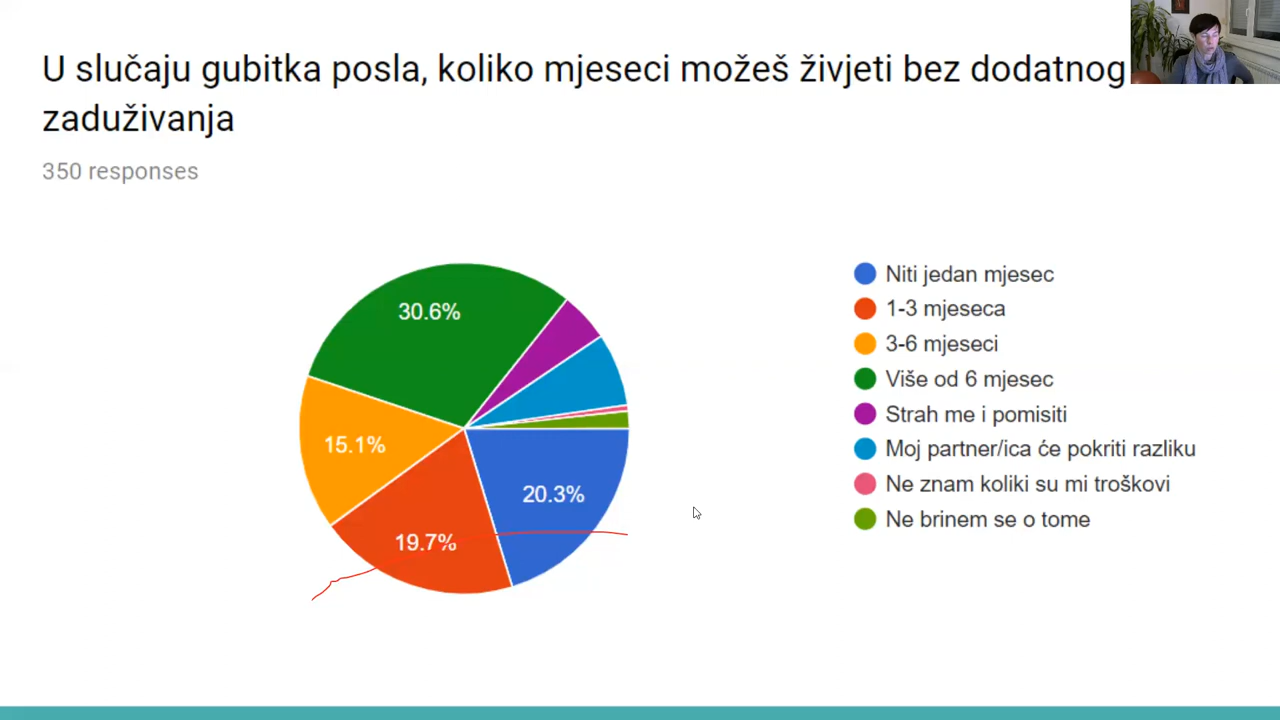 U slučaju gubitka posla, koliko mjeseci možeš živjeti bez dodatnog
zaduživanja
350 responses
30.6%
15.1%
20.3%
19.7%
Niti jedan mjesec
1-3 mjeseca
3-6 mjeseci
Više od 6 mjesec
Strah me i pomisiti
Moj partner/ica će pokriti razliku
Ne znam koliki su mi troškovi
Ne brinem se o tome